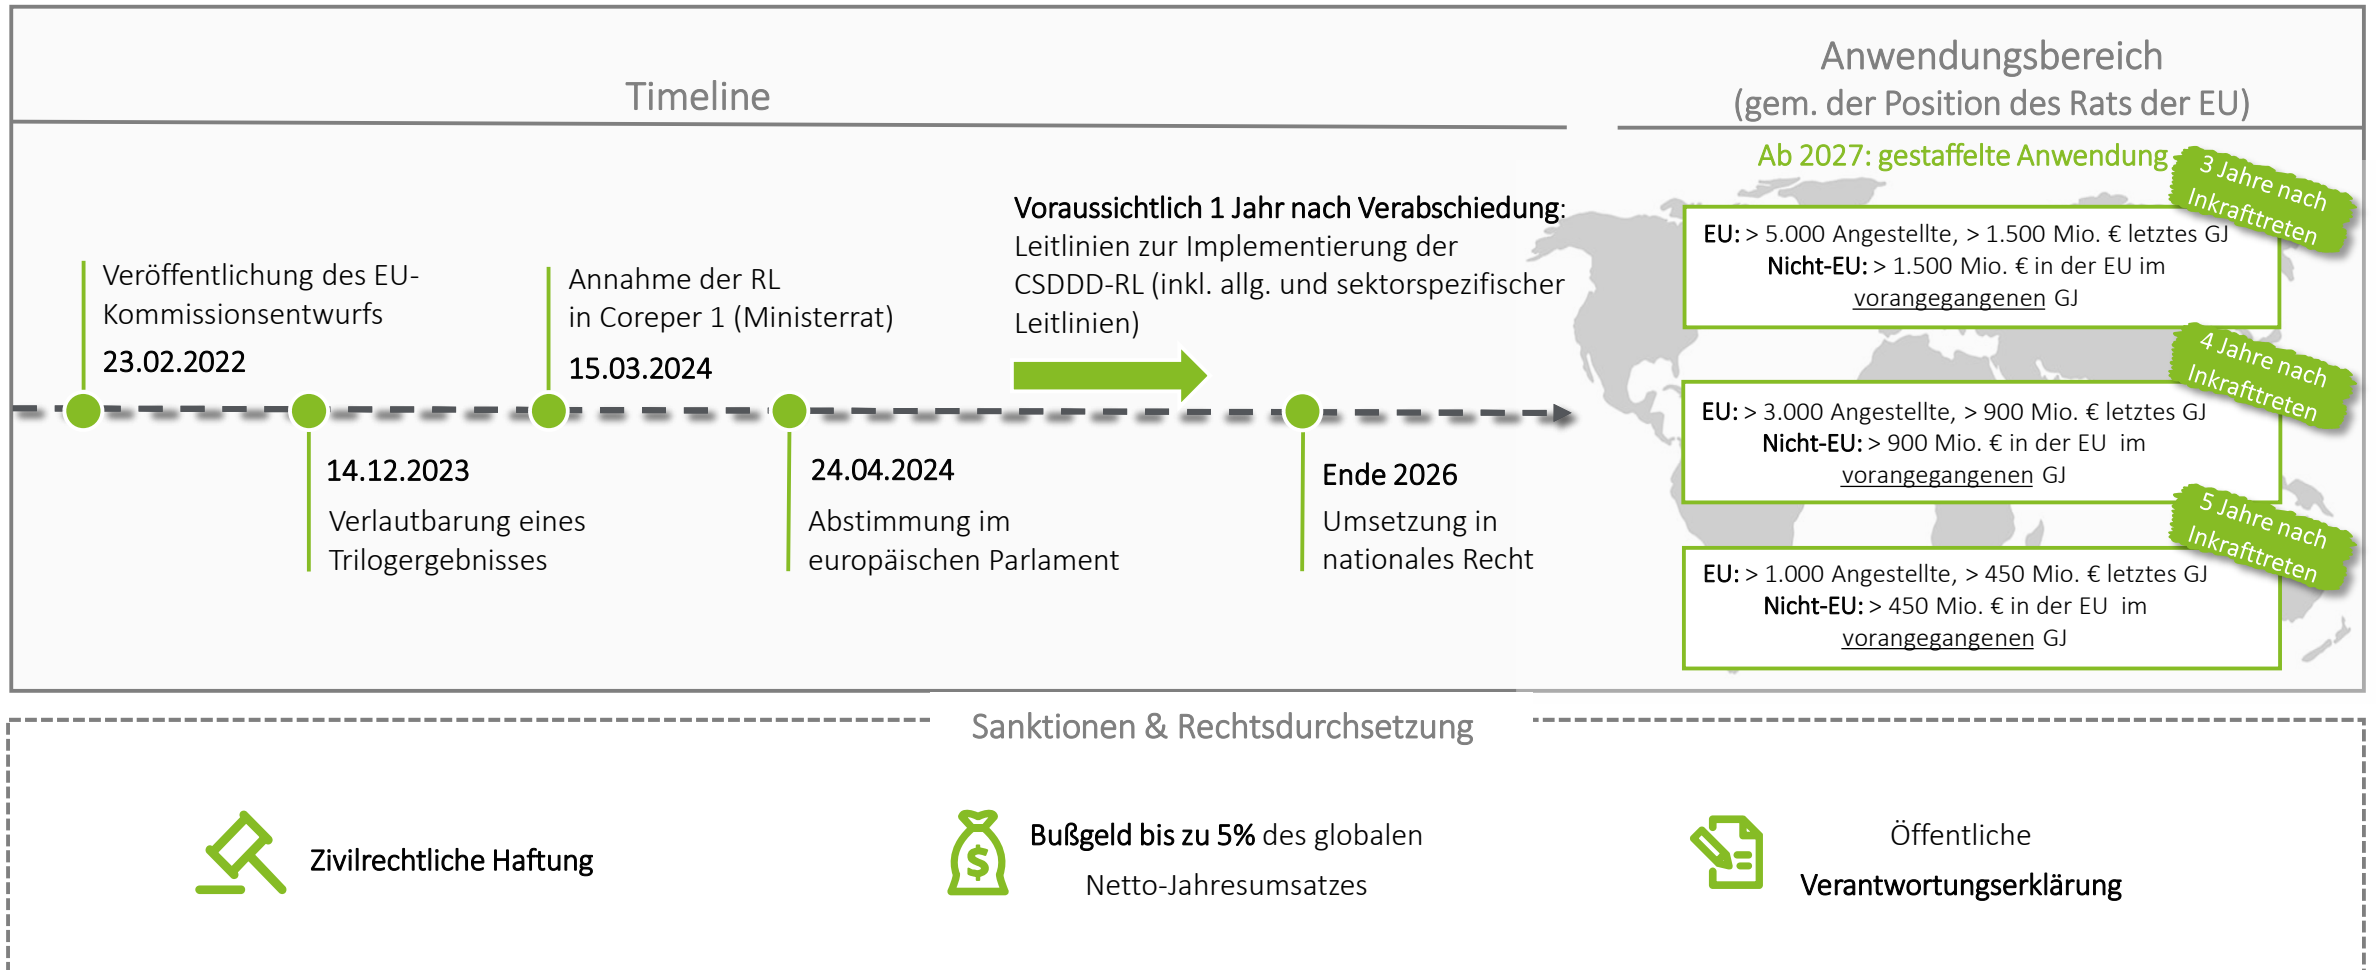 Timeline
Veröffentlichung des EU-
Kommissionsentwurfs
23.02.2022
14.12.2023
Verlautbarung eines
Trilogergebnisses
Annahme der RL
in Coreper 1 (Ministerrat)
15.03.2024
24.04.2024
Abstimmung im
europäischen Parlament
Voraussichtlich 1 Jahr nach Verabschiedung:
Leitlinien zur Implementierung der
CSDDD-RL (inkl. allg. und sektorspezifischer
Leitlinien)
Ende 2026
Umsetzung in
nationales Recht
Anwendungsbereich
(gem. der Position des Rats der EU)
Ab 2027: gestaffelte Anwendung
3 Jahre nach
Inkrafttreten
EU: > 5.000 Angestellte, > 1.500 Mio. € letztes GJ
Nicht-EU: > 1.500 Mio. € in der EU im
vorangegangenen GJ
4 Jahre nach
Inkrafttreten
EU: > 3.000 Angestellte, > 900 Mio. € letztes GJ
Nicht-EU: > 900 Mio. € in der EU im
vorangegangenen GJ
5 Jahre nach
Inkrafttreten
EU: > 1.000 Angestellte, > 450 Mio. € letztes GJ
Nicht-EU: > 450 Mio. € in der EU im
vorangegangenen GJ
Sanktionen & Rechtsdurchsetzung
Zivilrechtliche Haftung
$
Bußgeld bis zu 5% des globalen
Netto-Jahresumsatzes
Öffentliche
Verantwortungserklärung